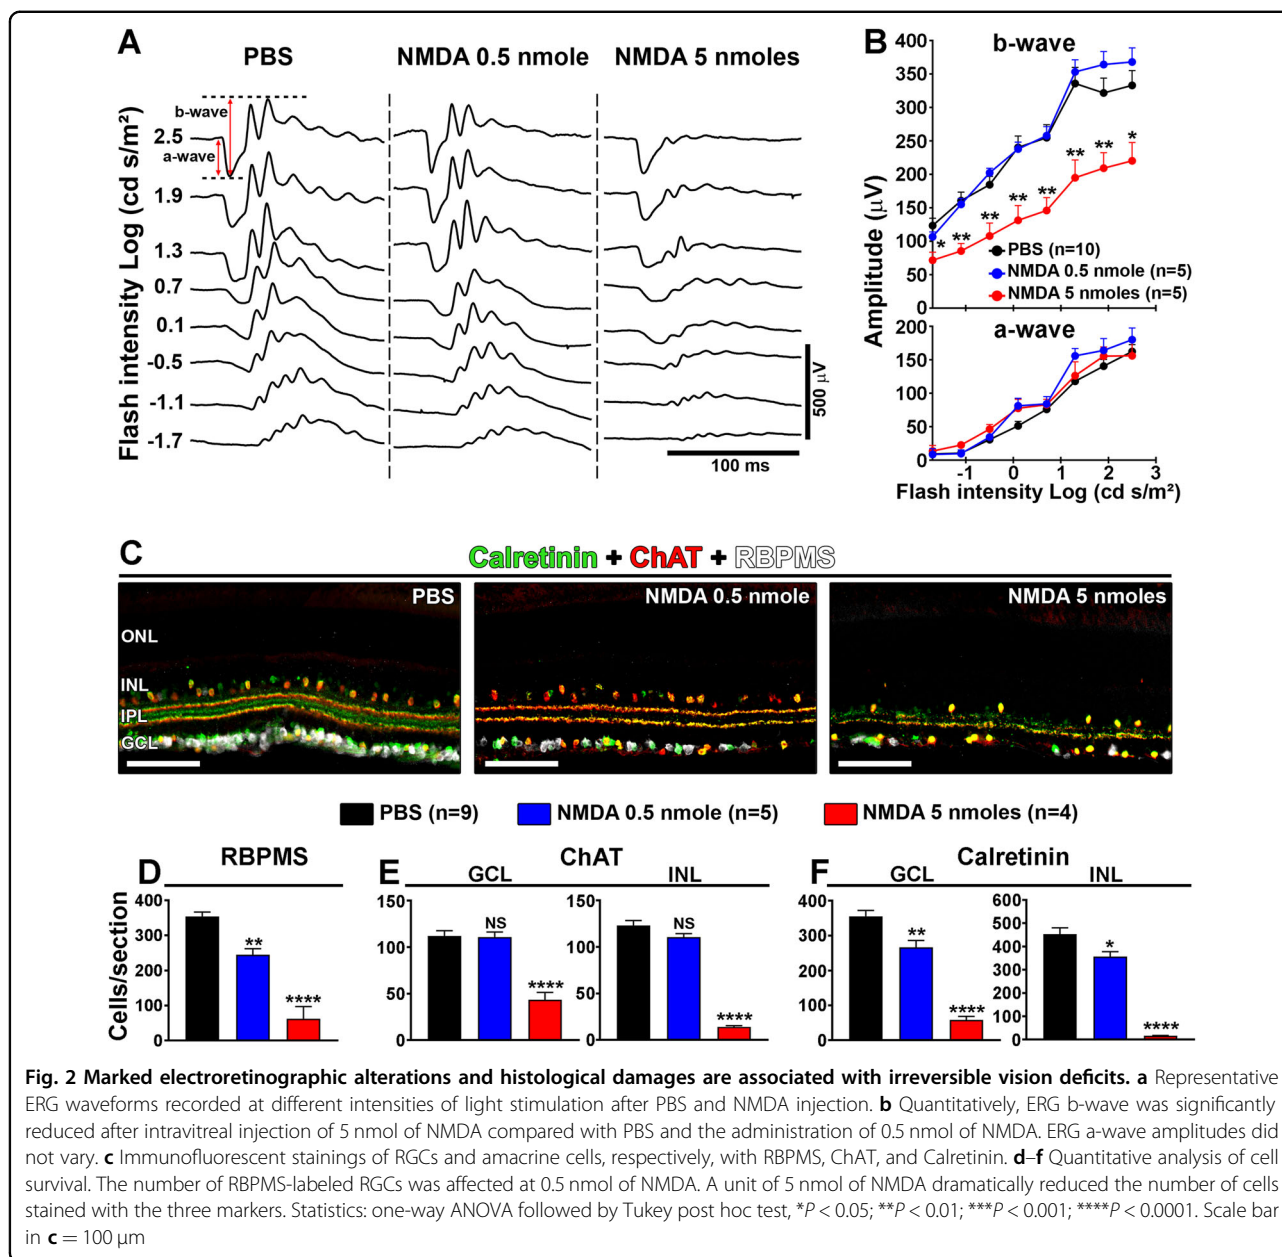 A
PBS
NMDA 0.5 nmole
NMDA 5 nmoles
Flash intensity Log (cd s/m²)
b-wave
a-wave
2.5
1.9
1.3
0.7
0.1
-0.5
-1.1
-1.7
500 µV
100 ms
B
b-wave
400
350
300
250
200
150
100
50
0
** ** *
** ** ** **
* **
PBS (n=10)
NMDA 0.5 nmole (n=5)
NMDA 5 nmoles (n=5)
Amplitude (µV)
a-wave
200
150
100
50
0
-1 0 1 2 3
Flash intensity Log (cd s/m²)
C
Calretinin + ChAT + RBPMS
PBS
ONL
INL
IPL
GCL
NMDA 0.5 nmole
NMDA 5 nmoles
PBS (n=9)
NMDA 0.5 nmole (n=5)
NMDA 5 nmoles (n=4)
D
RBPMS
Cells/section
400
300
200
100
0
**
****
E
ChAT
GCL
150
100
50
0
NS
****
INL
150
100
50
0
NS
****
F
Calretinin
GCL
400
300
200
100
0
**
****
INL
600
500
400
300
200
100
0
*
****
Fig. 2 Marked electroretinographic alterations and histological damages are associated with irreversible vision deficits. a Representative
ERG waveforms recorded at different intensities of light stimulation after PBS and NMDA injection. b Quantitatively, ERG b-wave was significantly
reduced after intravitreal injection of 5 nmol of NMDA compared with PBS and the administration of 0.5 nmol of NMDA. ERG a-wave amplitudes did
not vary. c Immunofluorescent stainings of RGCs and amacrine cells, respectively, with RBPMS, ChAT, and Calretinin. d–f Quantitative analysis of cell
survival. The number of RBPMS-labeled RGCs was affected at 0.5 nmol of NMDA. A unit of 5 nmol of NMDA dramatically reduced the number of cells
stained with the three markers. Statistics: one-way ANOVA followed by Tukey post hoc test, *P < 0.05; **P < 0.01; ***P < 0.001; ****P < 0.0001. Scale bar
in c = 100 µm